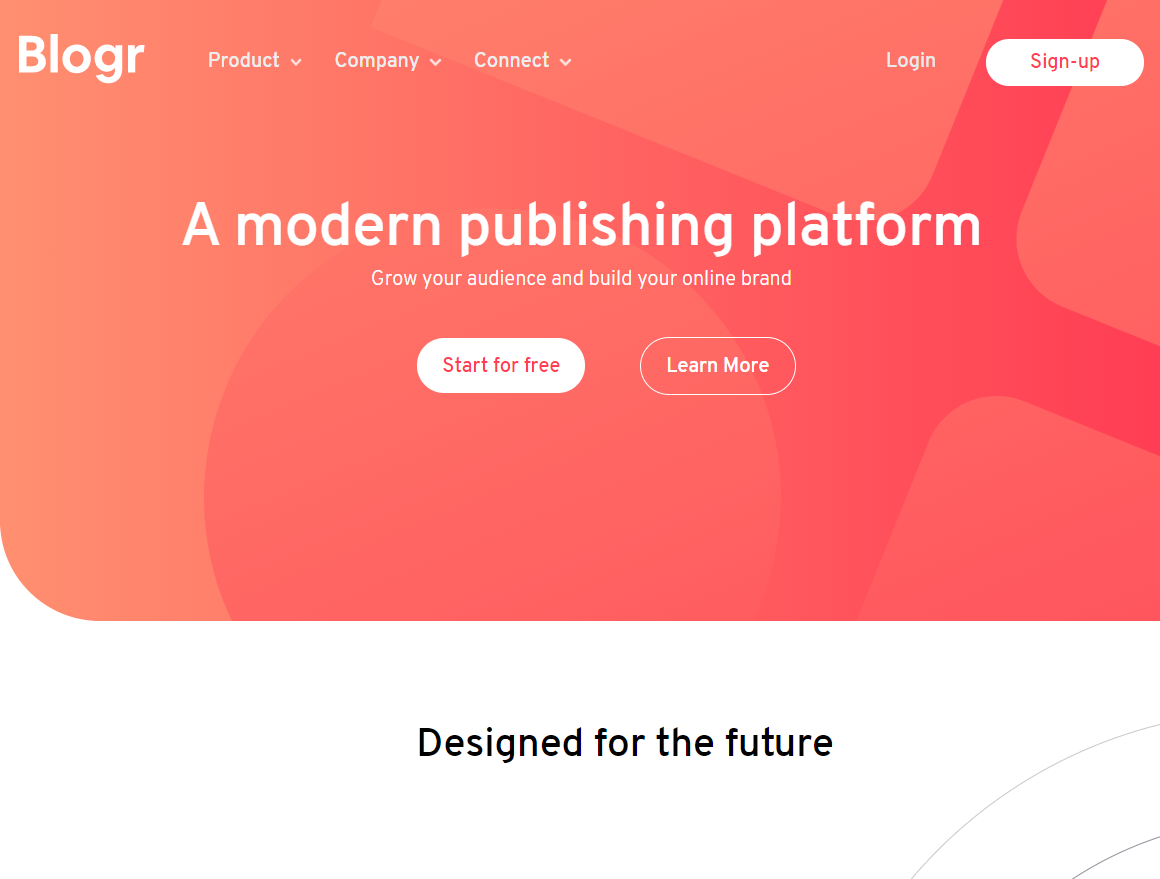 Blogr
Product
Company
Connect
Login
Sign-up
A modern publishing platform
Grow your audience and build your online brand
Start for free
Learn More
Designed for the future